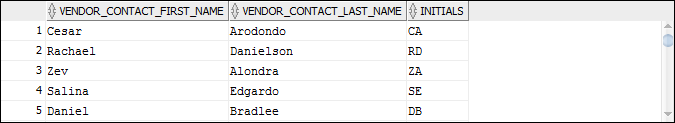 VENDOR_CONTACT_FIRST_NAME VENDOR_CONTACT_LAST_NAME INITIALS
1 Cesar Arodondo CA
2 Rachael Danielson RD
3 Zev Alondra ZA
4 Salina Edgardo SE
5 Daniel Bradlee DB